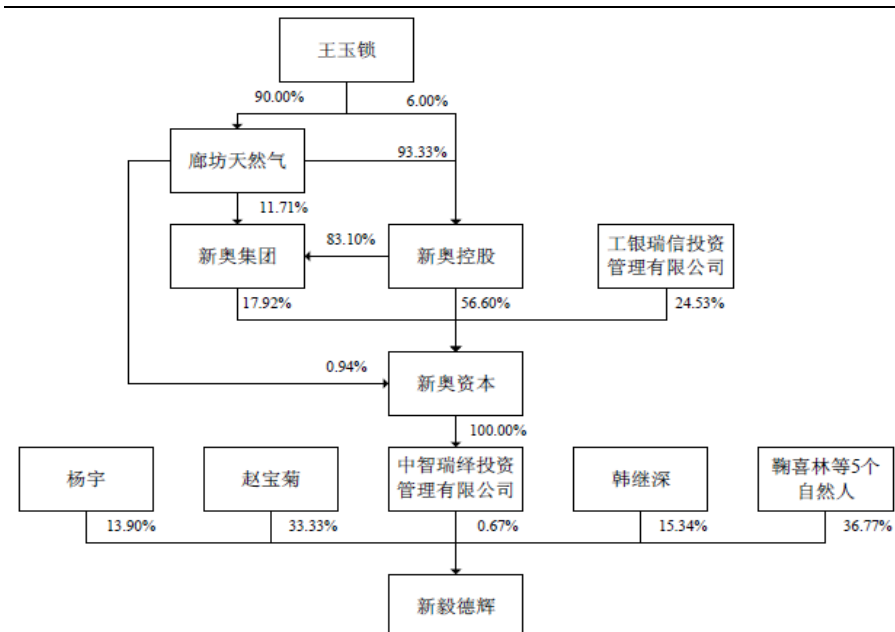 王玉锁
90.00%
6.00%
廊坊天然气
93.33%
11.71%
新奥集团
83.10%
新奥控股
工银瑞信投资
管理有限公司
17.92%
56.60%
24.53%
0.94%
新奥资本
100.00%
杨宇
赵宝菊
中智瑞绎投资
管理有限公司
韩继深
鞠喜林等5个
自然人
13.90%
33.33%
0.67%
15.34%
36.77%
新毅德辉